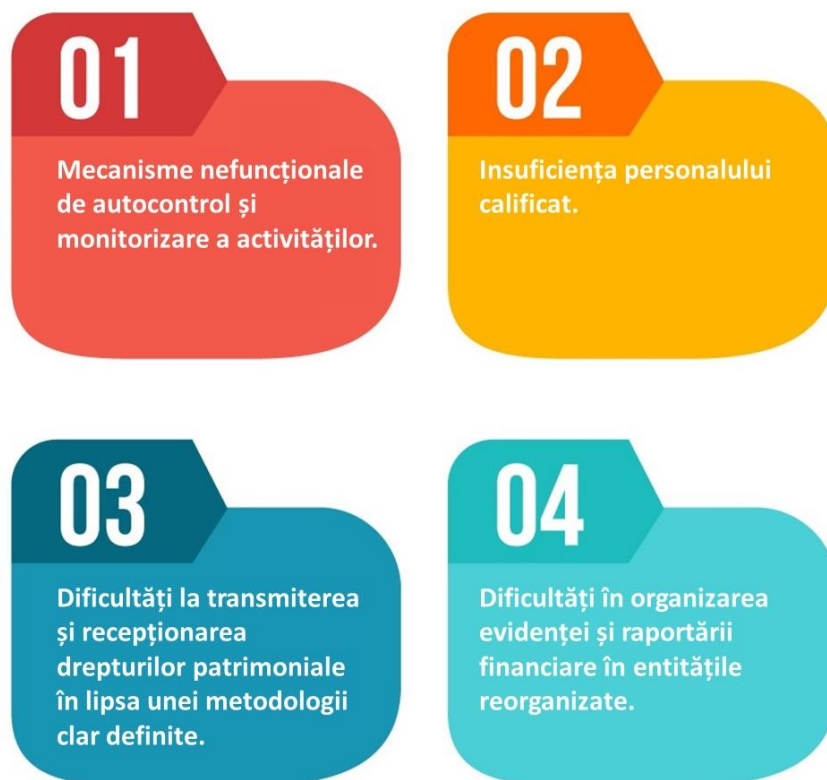 01
Mecanisme nefuncționale
de autocontrol și
monitorizare a activităților.
02
Insuficiența personalului
calificat.
03
Dificultăți la transmiterea
și recepționarea
drepturilor patrimoniale
în lipsa unei metodologii
clar definite.
04
Dificultăți în organizarea
evidenței și raportării
financiare în entitățile
reorganizate.